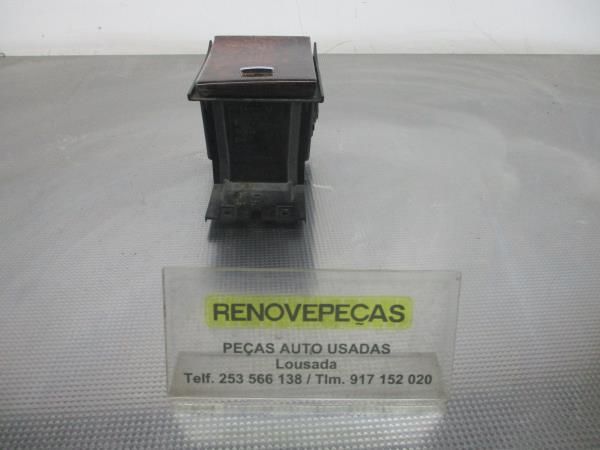 RENOVEPEÇAS
PEÇAS AUTO USADAS
Lousada
Telf. 253 566 138 / Tlm. 917 152 020